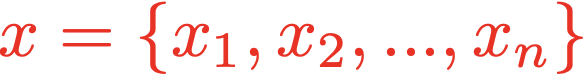 x = {x₁, x₂, ..., xₙ}